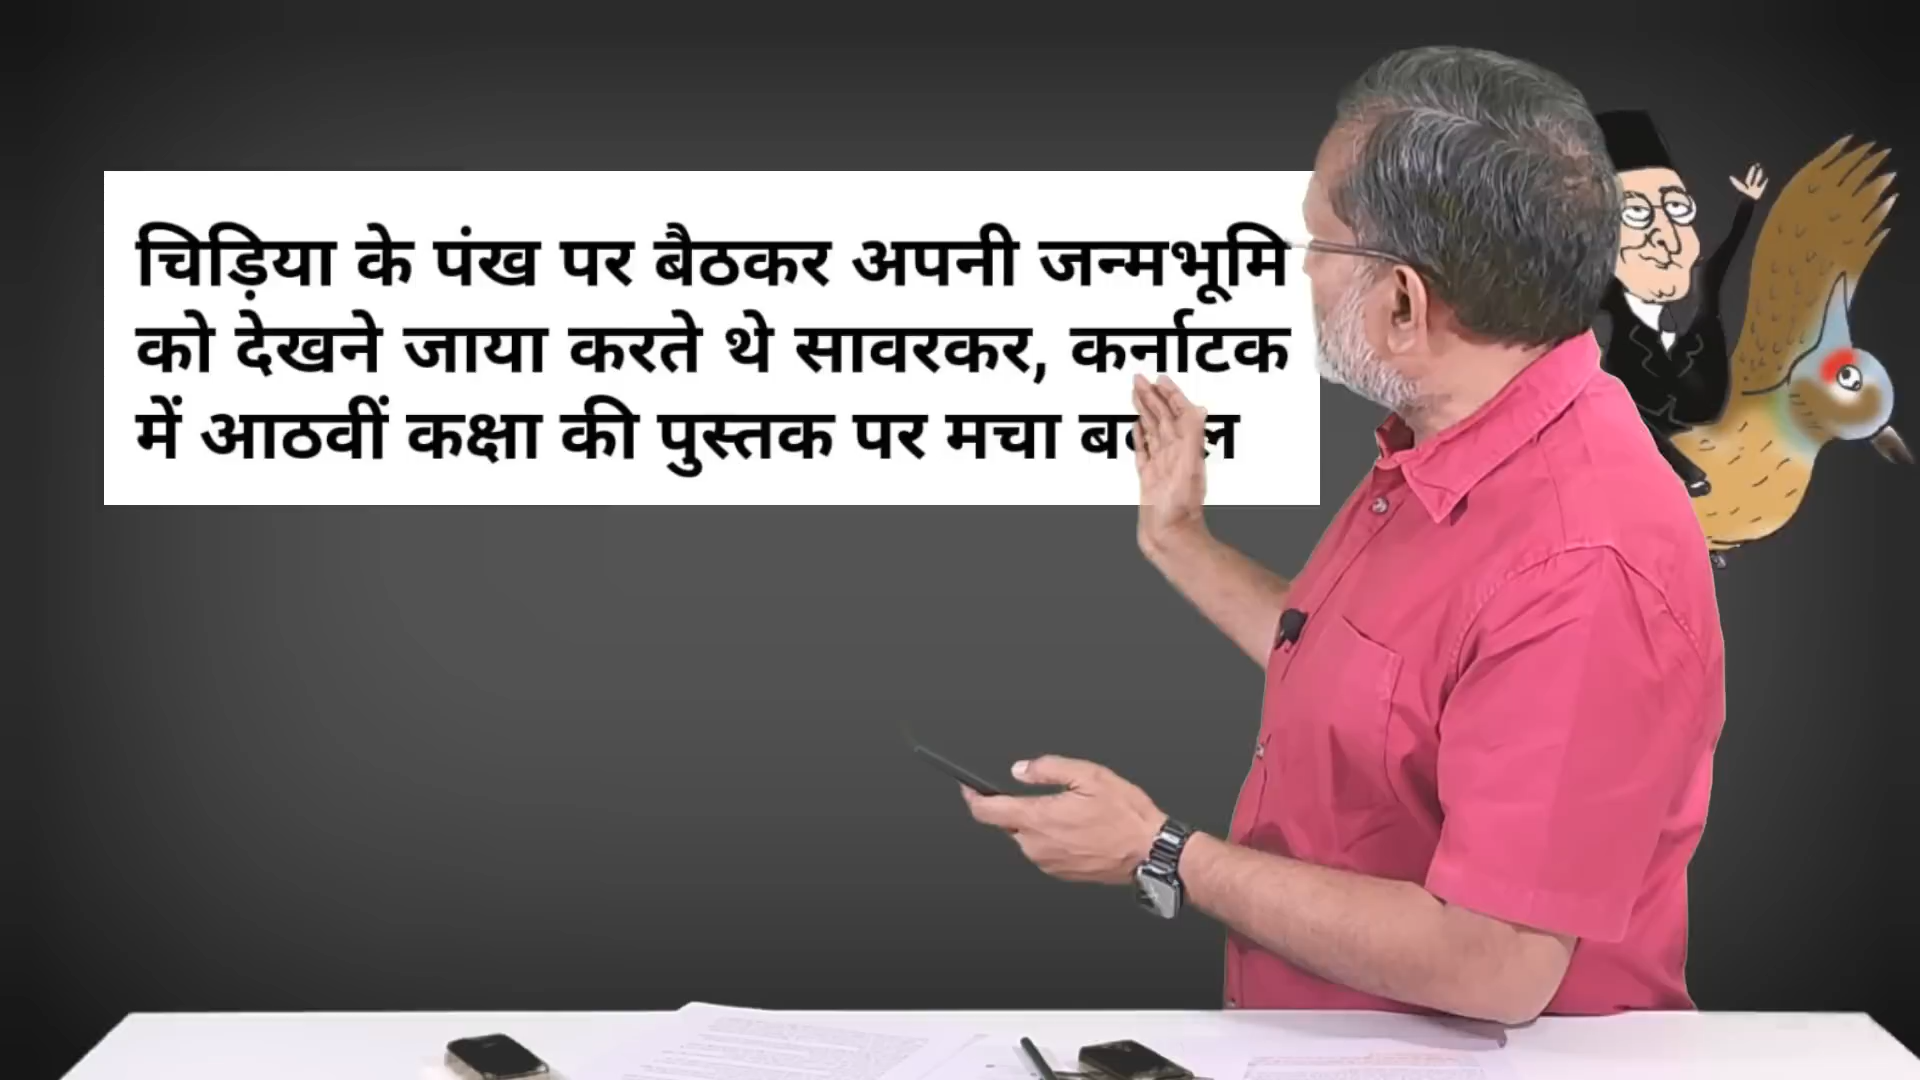 चिड़िया के पंख पर बैठकर अपनी जन्मभूमि
को देखने जाया करते थे सावरकर, कर्नाटक
में आठवीं कक्षा की पुस्तक पर मचा